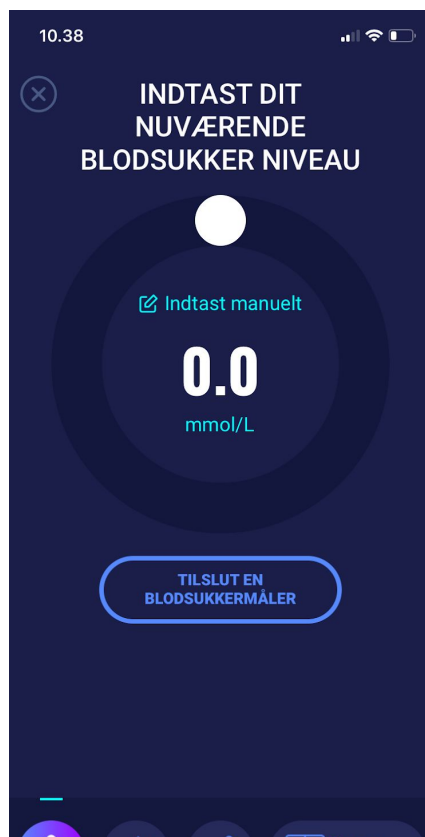 10.38
INDTAST DIT
NUVÆRENDE
BLODSUKKER NIVEAU
Indtast manuelt
0.0
mmol/L
TILSLUT EN
BLODSUKKERMÅLER